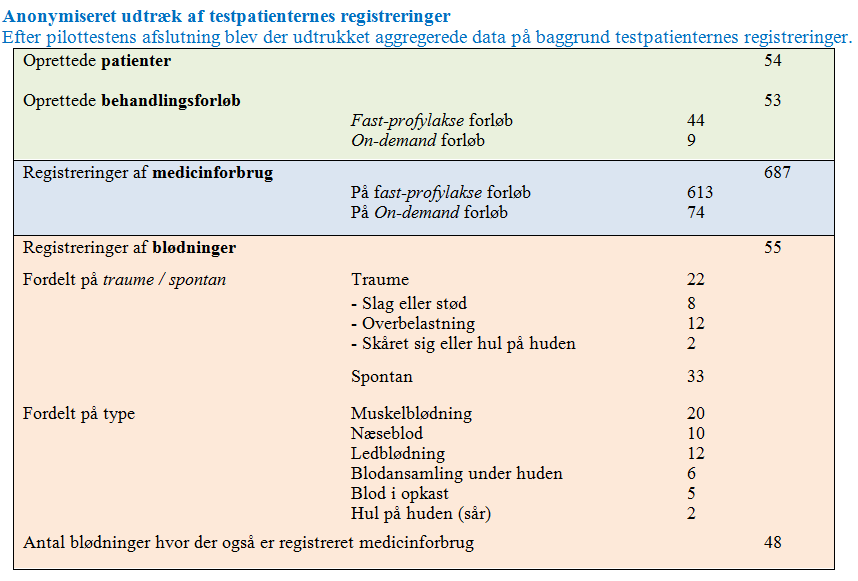 Anonymiseret udtræk af testpatienternes registreringer
Efter pilottestens afslutning blev der udtrukket aggregerede data på baggrund testpatienternes registreringer.
Oprettede patienter 54
Oprettede behandlingsforløb 53
Fast-profylakse forløb 44
On-demand forløb 9
Registreringer af medicinforbrug 687
På fast-profylakse forløb 613
På On-demand forløb 74
Registreringer af blødninger 55
Fordelt på traume / spontan Traume 22
- Slag eller stød 8
- Overbelastning 12
- Skåret sig eller hul på huden 2
Spontan 33
Fordelt på type Muskelblødning 20
Næseblod 10
Ledblødning 12
Blodansamling under huden 6
Blod i opkast 5
Hul på huden (sår) 2
Antal blødninger hvor der også er registreret medicinforbrug 48